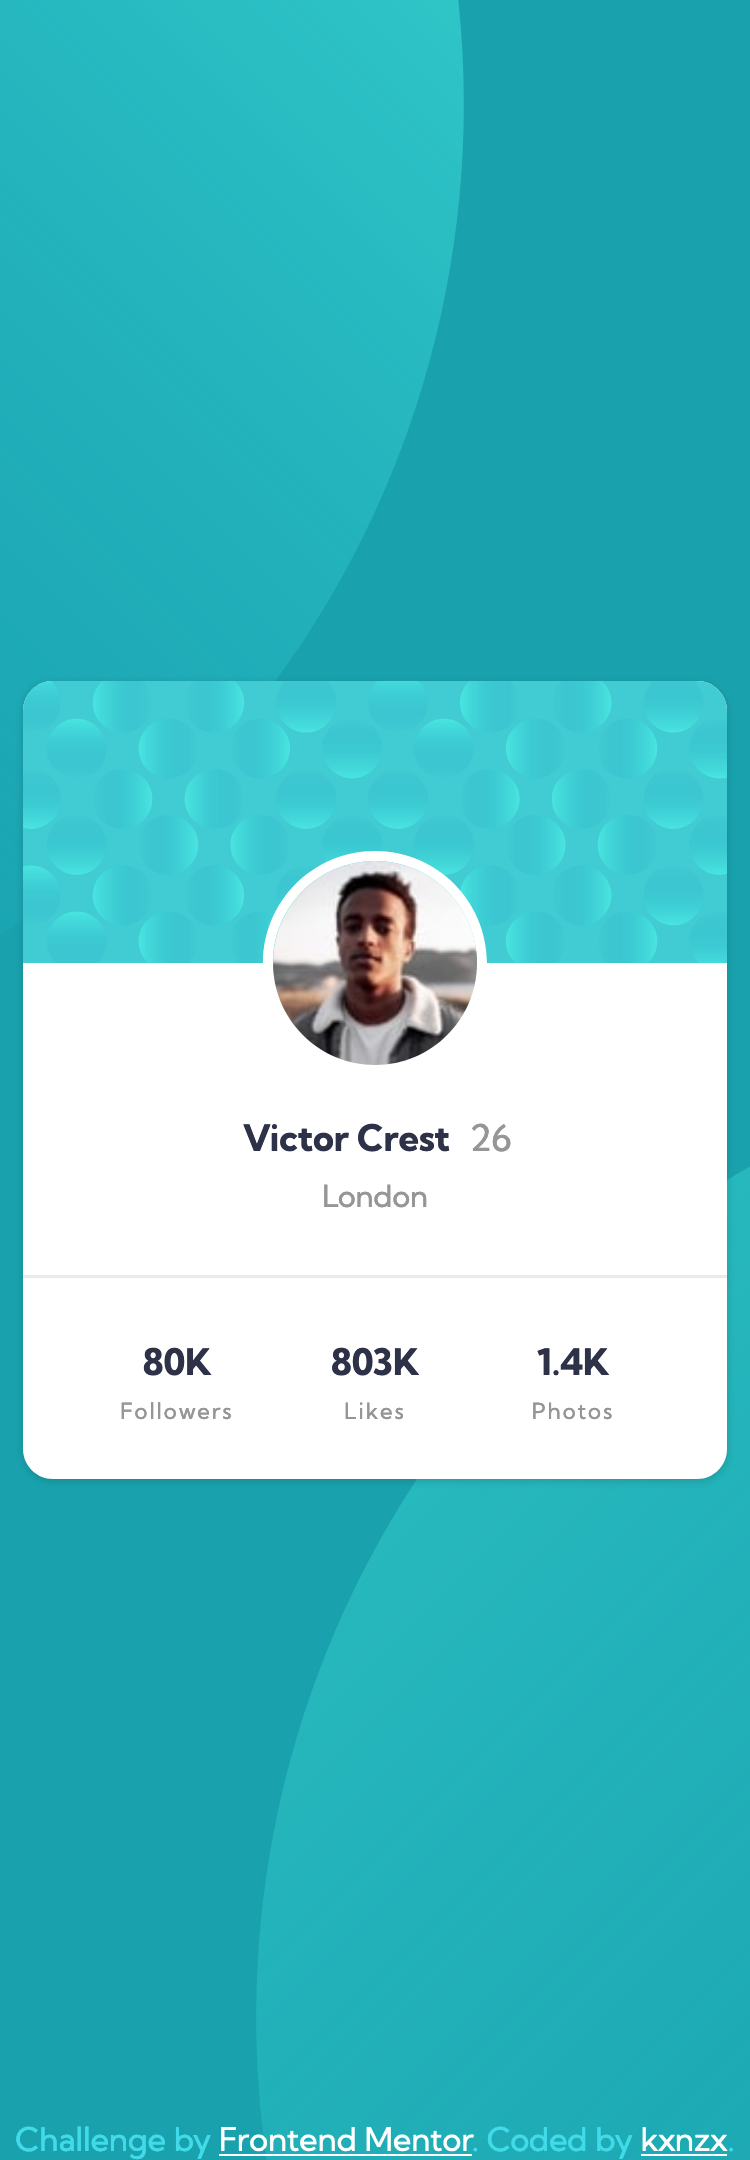 Victor Crest 26
London
80K 803K 1.4K
Followers Likes Photos
Challenge by Frontend Mentor. Coded by kxnzx.